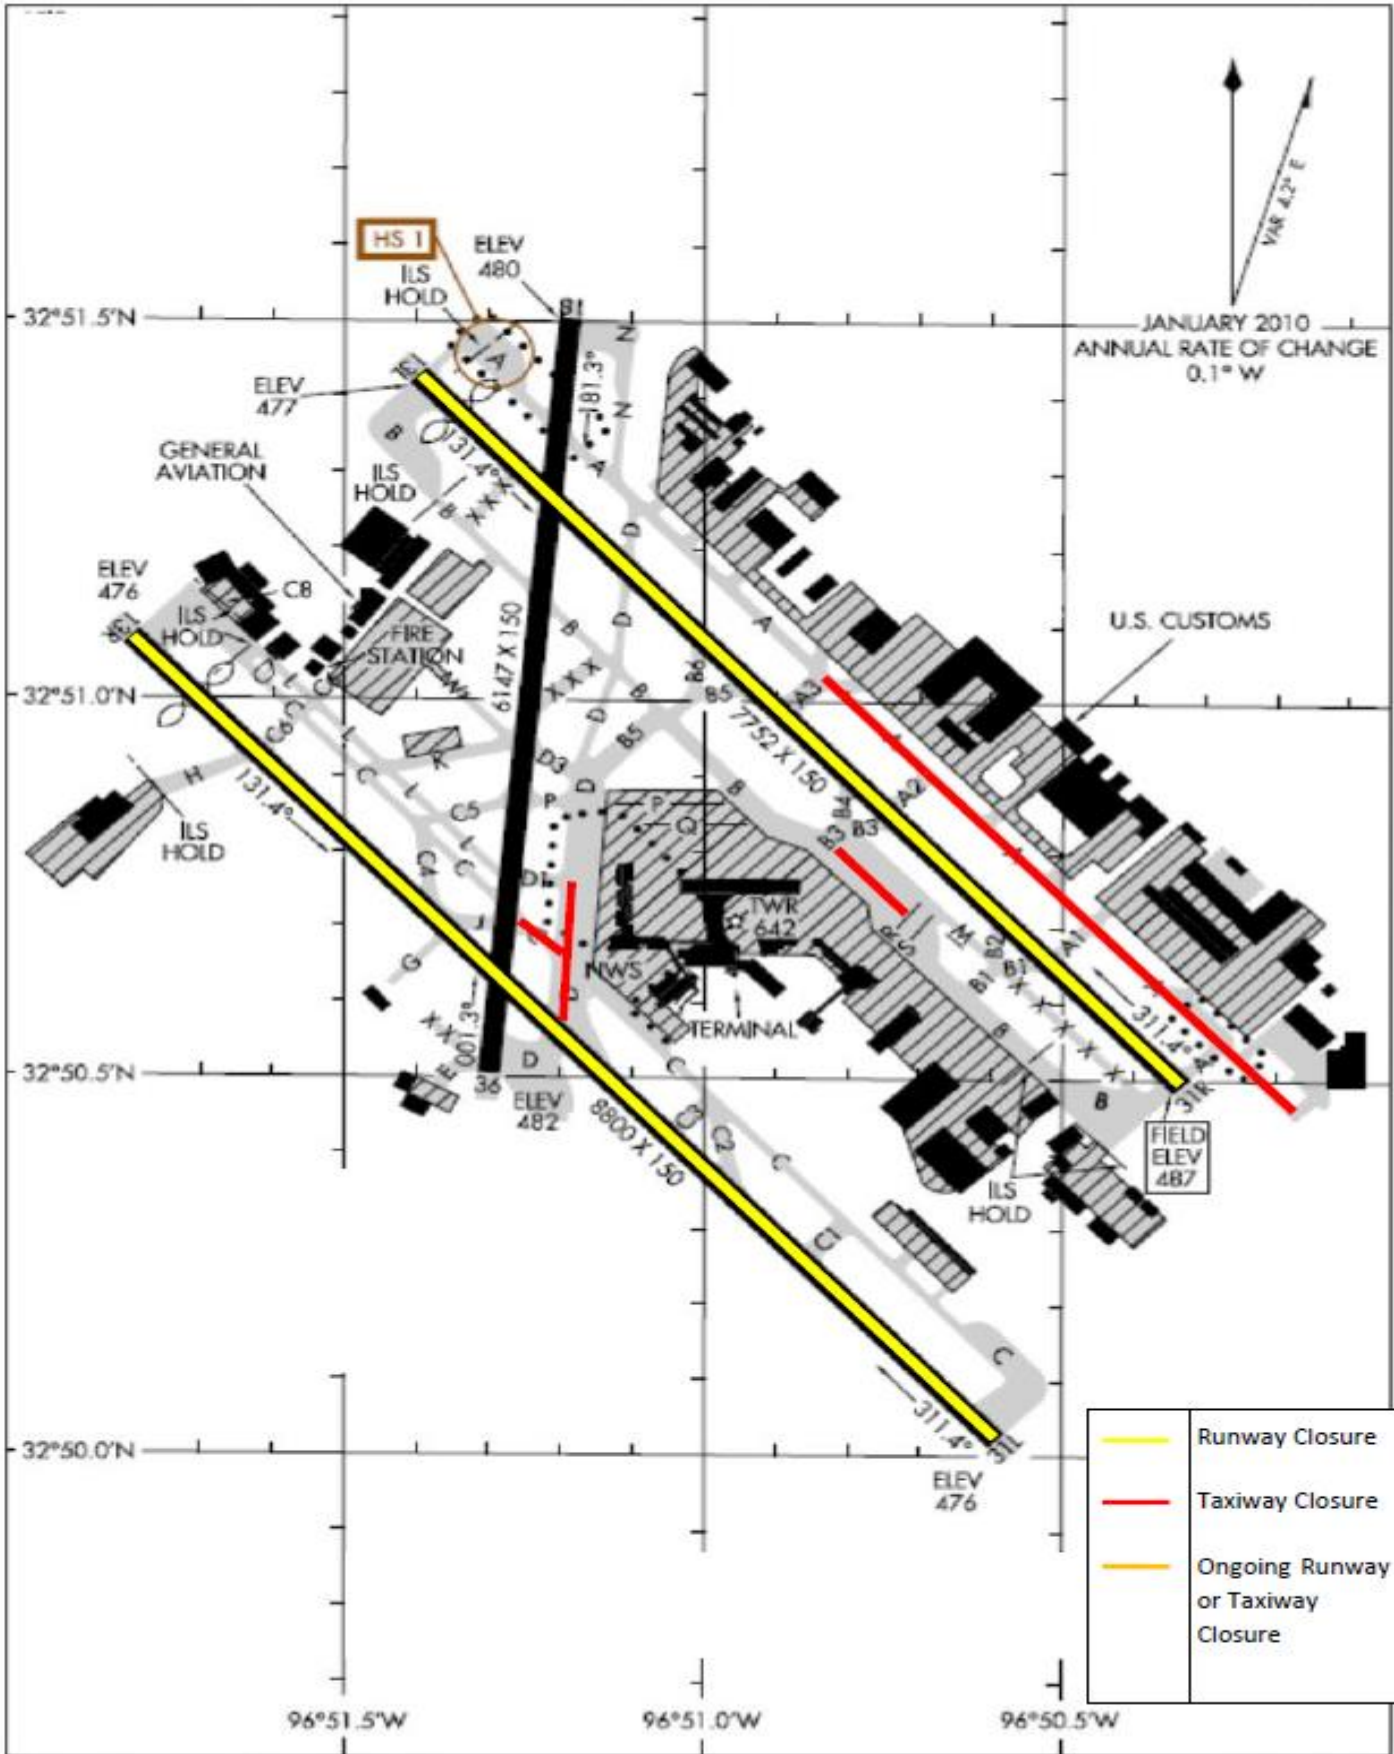 HS 1
ELEV
480
ILS
HOLD
18
32°51.5'N
A
N
13R
ELEV
477
181.3°
N
JANUARY 2010
ANNUAL RATE OF CHANGE
0.1° W
VAR 4.2° E
GENERAL
AVIATION
B
131.4°
A
ILS
HOLD
B
X X X
D
ELEV
476
C8
ILS
HOLD
FIRE
STATION
B
D
A
U.S. CUSTOMS
6147 X 150
X X X
B
B6
B5
A3
32°51.0'N
L
C
C6
L
D
B5
7752 X 150
H
131.4°
K
D3
D
B
A2
C
L
C5
P
P
Q
B4
B3
B3
ILS
HOLD
C4
L
C
D1
TWR
642
J
R
S
M
B2
A1
G
NWS
B1
B1
X X X X X
TERMINAL
311.4°
X X
E
001.3°
D
C
B
A
31R
32°50.5'N
36
ELEV
482
8800 X 150
C3
C2
C
B
FIELD
ELEV
487
ILS
HOLD
C1
C
311.4°
31L
32°50.0'N
ELEV
476
Runway Closure
Taxiway Closure
Ongoing Runway
or Taxiway
Closure
96°51.5'W
96°51.0'W
96°50.5'W